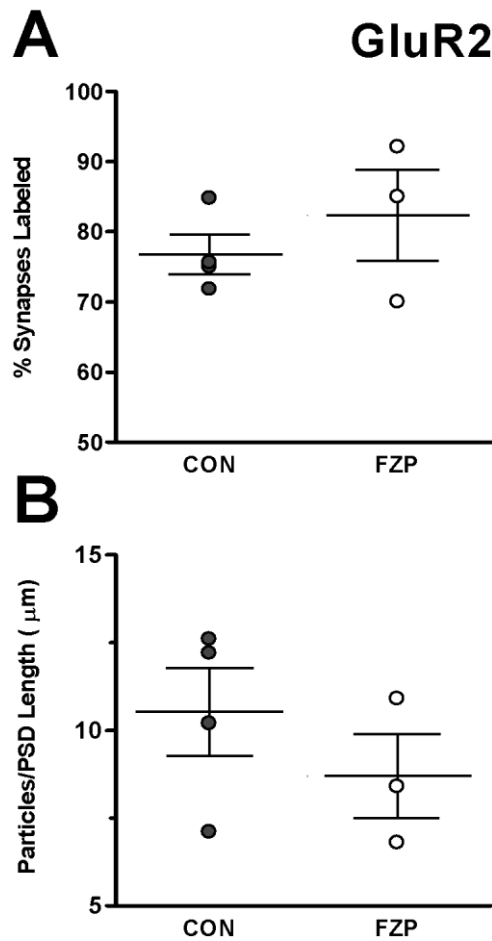 A
GluR2
% Synapses Labeled
100
90
80
70
60
50
CON
FZP
B
Particles/PSD Length ( μm)
15
10
5
CON
FZP